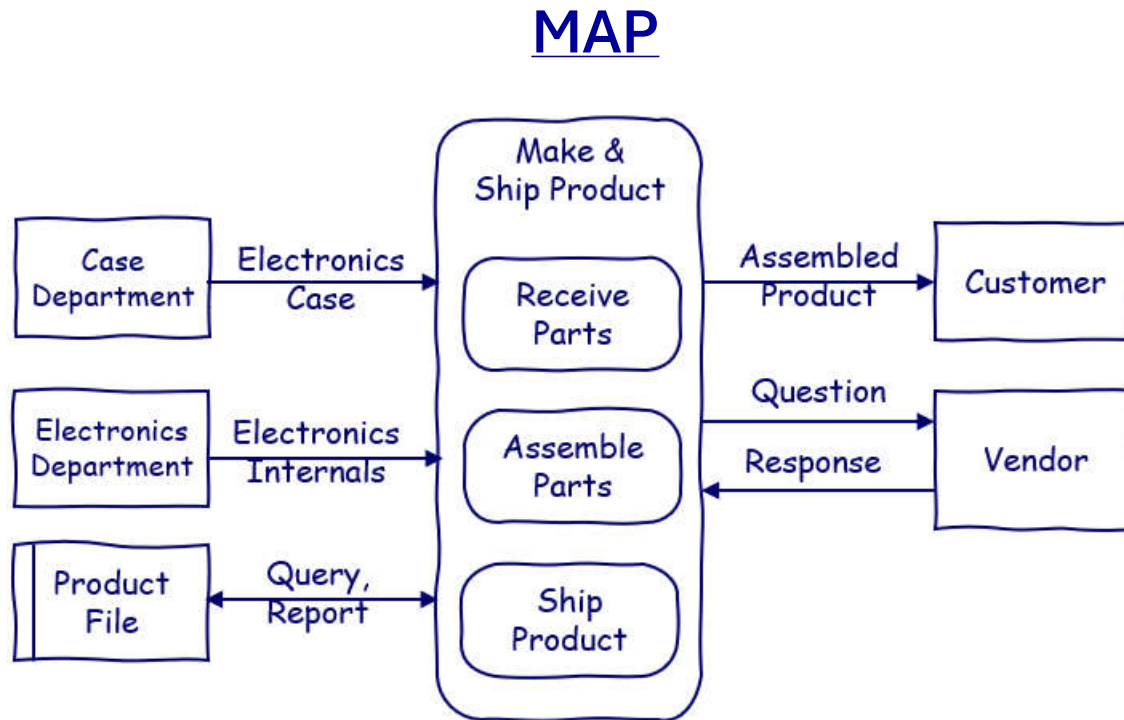 MAP
Make &
Ship Product
Case
Department
Electronics
Case
Receive
Parts
Assembled
Product
Customer
Electronics
Department
Electronics
Internals
Assemble
Parts
Question
Response
Vendor
Product
File
Query,
Report
Ship
Product